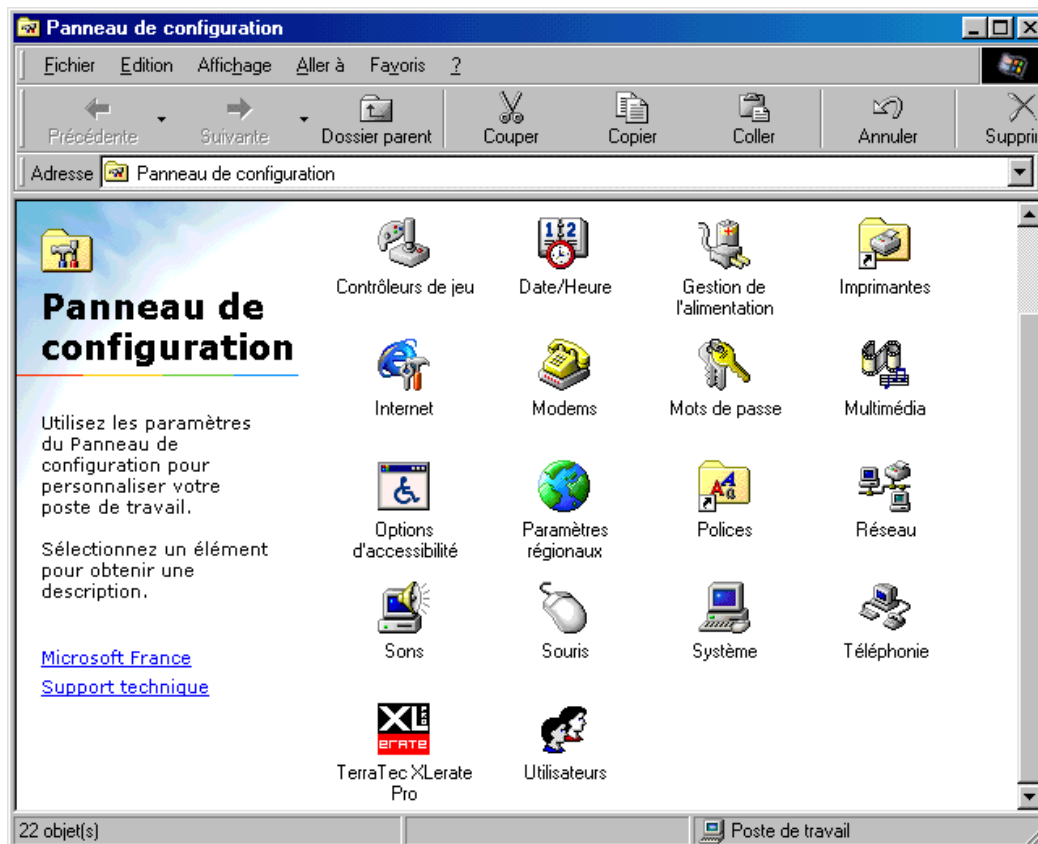 Panneau de configuration
Fichier Edition Affichage Aller à Favoris ?
Précédente Suivante Dossier parent Couper Copier Coller Annuler Supprii
Adresse Panneau de configuration
Panneau de
configuration
Utilisez les paramètres
du Panneau de
configuration pour
personnaliser votre
poste de travail.
Sélectionnez un élément
pour obtenir une
description.
Microsoft France
Support technique
Contrôleurs de jeu
Date/Heure
Gestion de
l'alimentation
Imprimantes
Internet
Modems
Mots de passe
Multimédia
Options
d'accessibilité
Paramètres
régionaux
Polices
Réseau
Sons
Souris
Système
Téléphonie
XL
erate
TerraTec XLerate
Pro
Utilisateurs
22 objet(s)
Poste de travail